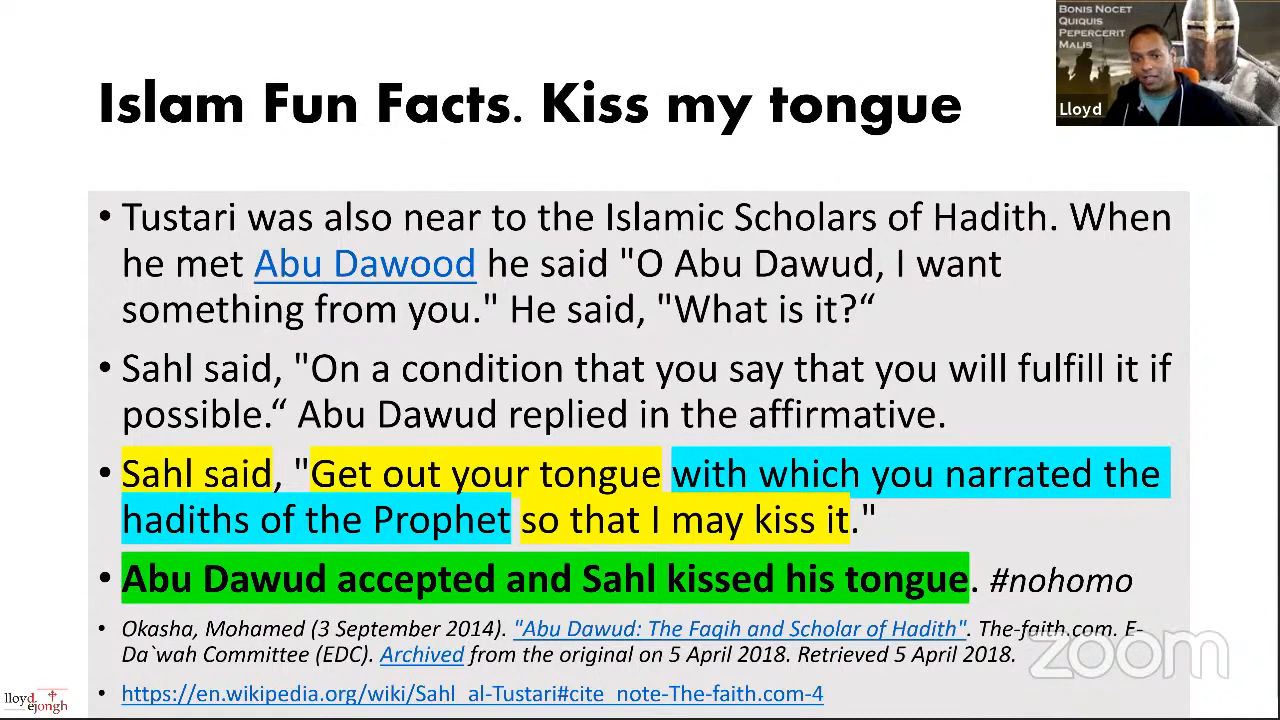 Bonis Nocet
Quiquis
Pepercerit
Malis
Lloyd
Islam Fun Facts. Kiss my tongue
• Tustari was also near to the Islamic Scholars of Hadith. When
he met Abu Dawood he said "O Abu Dawud, I want
something from you." He said, "What is it?“
• Sahl said, "On a condition that you say that you will fulfill it if
possible.“ Abu Dawud replied in the affirmative.
• Sahl said, "Get out your tongue with which you narrated the
hadiths of the Prophet so that I may kiss it."
• Abu Dawud accepted and Sahl kissed his tongue. #nohomo
• Okasha, Mohamed (3 September 2014). "Abu Dawud: The Faqih and Scholar of Hadith". The-faith.com. E-
Da`wah Committee (EDC). Archived from the original on 5 April 2018. Retrieved 5 April 2018.
• https://en.wikipedia.org/wiki/Sahl_al-Tustari#cite_note-The-faith.com-4
zoom
lloyd
ejongh